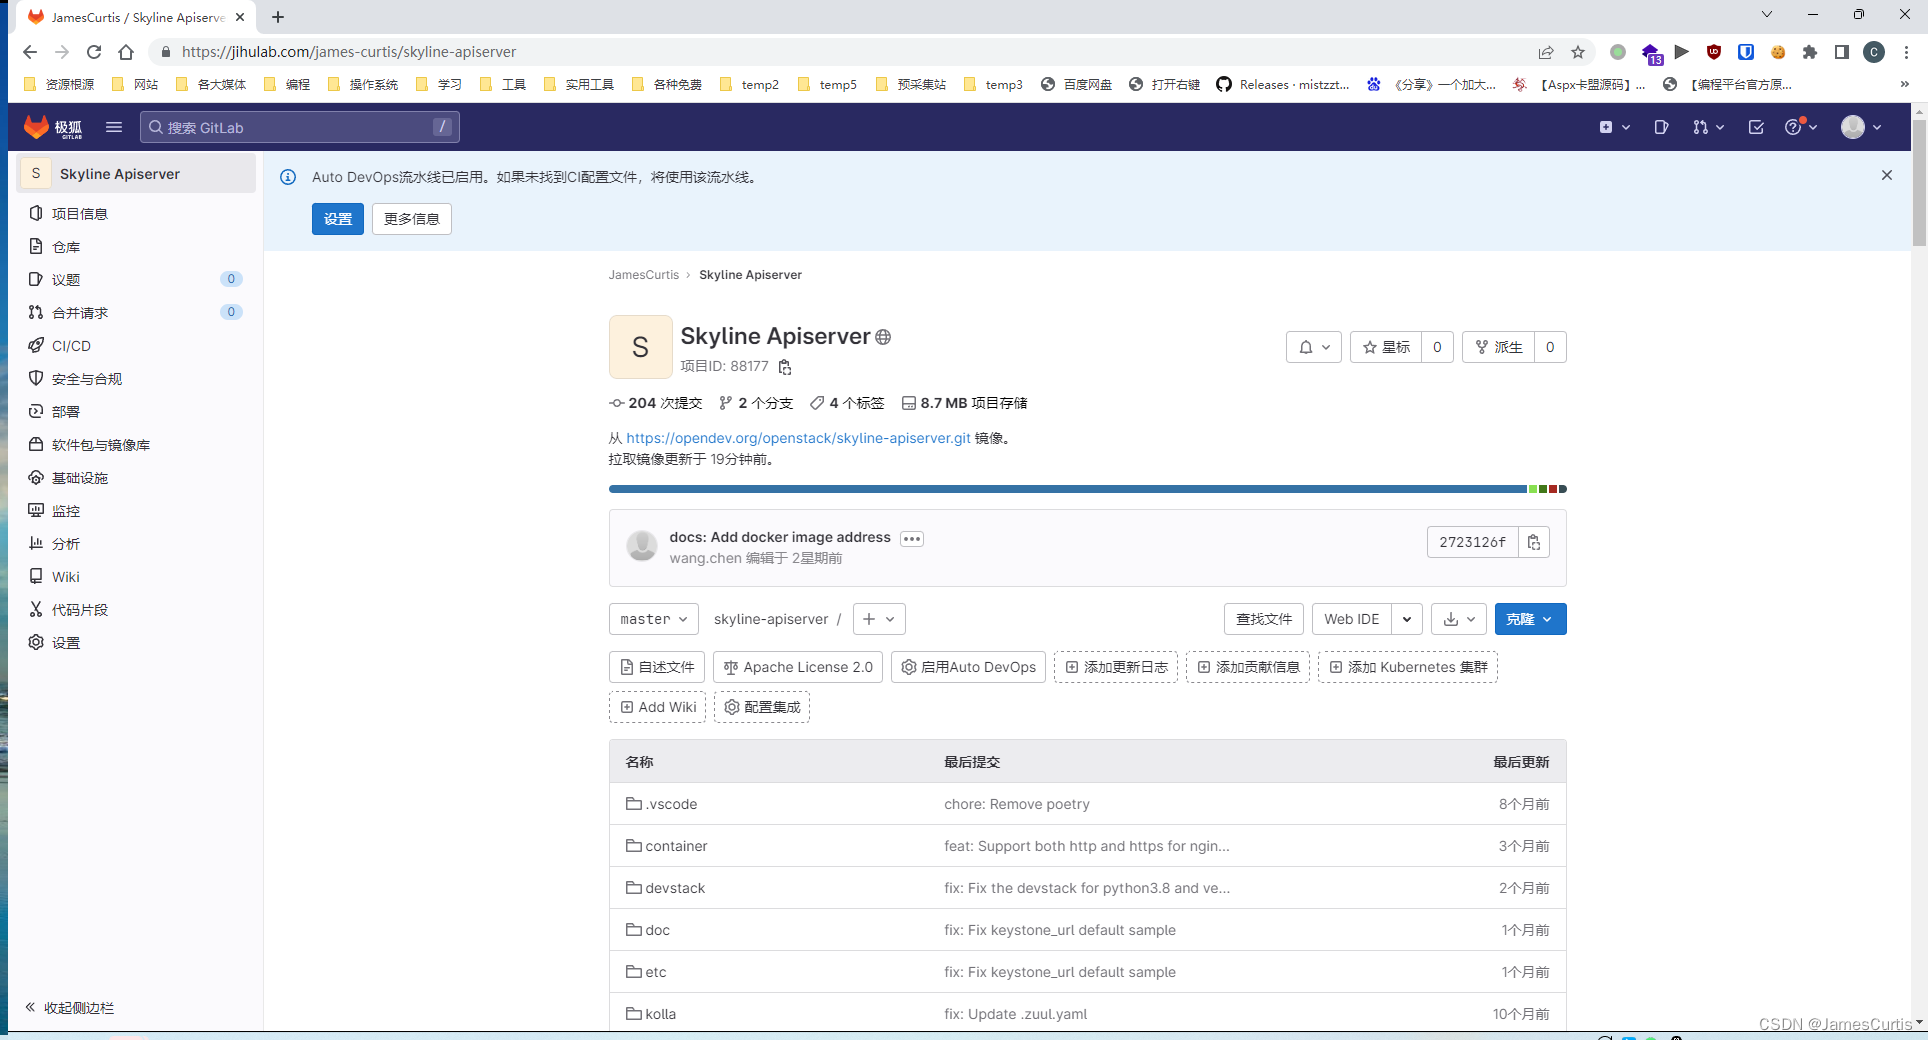 JamesCurtis / Skyline Apiserve
https://jihulab.com/james-curtis/skyline-apiserver
13
C
资源根源 网站 各大媒体 编程 操作系统 学习 工具 实用工具 各种免费 temp2 temp5 预采集站 temp3 百度网盘 打开右键 Releases · mistzzt... 《分享》一个加大... 【Aspx卡盟源码】... 【编程平台官方原... »
极狐 GITLAB
搜索 GitLab /
S Skyline Apiserver
项目信息
仓库
议题 0
合并请求 0
CI/CD
安全与合规
部署
软件包与镜像库
基础设施
监控
分析
Wiki
代码片段
设置
« 收起侧边栏
Auto DevOps流水线已启用。如果未找到CI配置文件，将使用该流水线。
设置 更多信息
JamesCurtis › Skyline Apiserver
S
Skyline Apiserver
项目ID: 88177
星标 0 派生 0
204 次提交 2 个分支 4 个标签 8.7 MB 项目存储
从 https://opendev.org/openstack/skyline-apiserver.git 镜像。
拉取镜像更新于 19分钟前。
docs: Add docker image address
wang.chen 编辑于 2星期前
2723126f
master skyline-apiserver / + 查找文件 Web IDE 克隆
自述文件 Apache License 2.0 启用Auto DevOps 添加更新日志 添加贡献信息 添加 Kubernetes 集群
Add Wiki 配置集成
名称 最后提交 最后更新
.vscode chore: Remove poetry 8个月前
container feat: Support both http and https for ngin... 3个月前
devstack fix: Fix the devstack for python3.8 and ve... 2个月前
doc fix: Fix keystone_url default sample 1个月前
etc fix: Fix keystone_url default sample 1个月前
kolla fix: Update .zuul.yaml 10个月前
CSDN @JamesCurtis